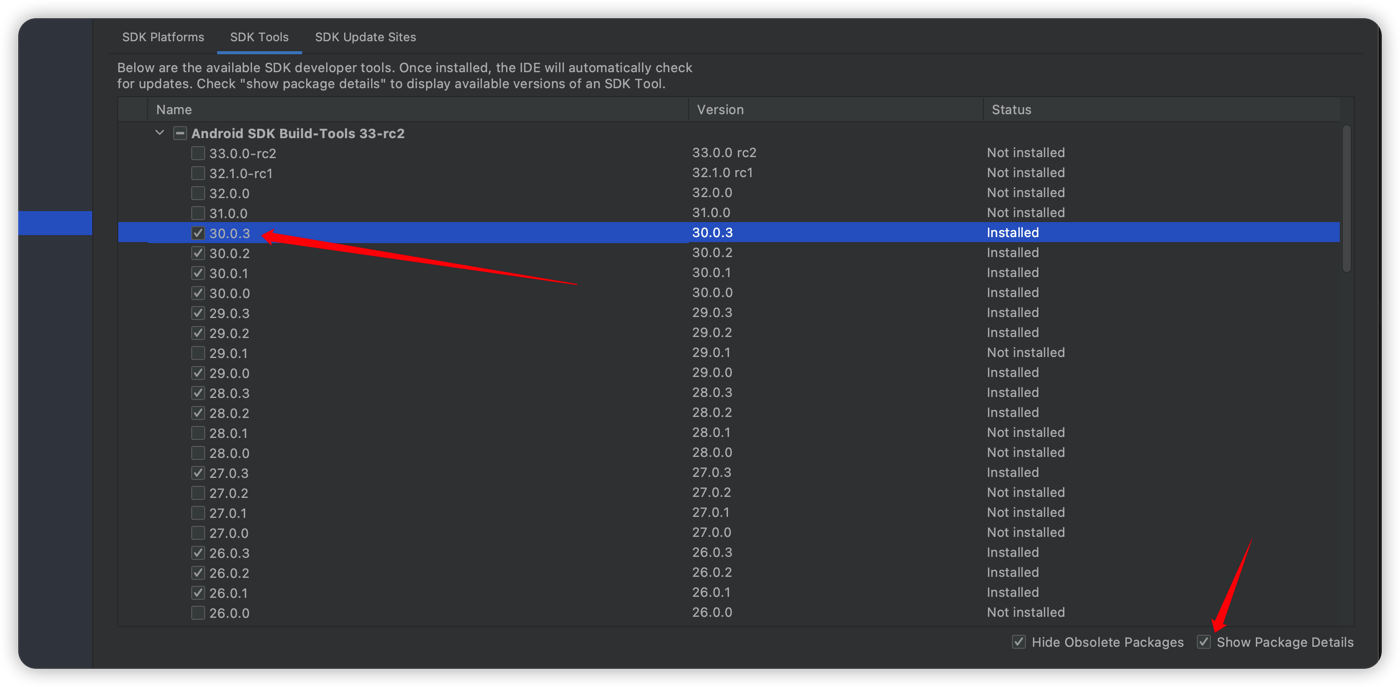 SDK Platforms SDK Tools SDK Update Sites
Below are the available SDK developer tools. Once installed, the IDE will automatically check
for updates. Check "show package details" to display available versions of an SDK Tool.
Name Version Status
Android SDK Build-Tools 33-rc2
33.0.0-rc2 33.0.0 rc2 Not installed
32.1.0-rc1 32.1.0 rc1 Not installed
32.0.0 32.0.0 Not installed
31.0.0 31.0.0 Not installed
30.0.3 30.0.3 Installed
30.0.2 30.0.2 Installed
30.0.1 30.0.1 Installed
30.0.0 30.0.0 Installed
29.0.3 29.0.3 Installed
29.0.2 29.0.2 Installed
29.0.1 29.0.1 Not installed
29.0.0 29.0.0 Installed
28.0.3 28.0.3 Installed
28.0.2 28.0.2 Installed
28.0.1 28.0.1 Not installed
28.0.0 28.0.0 Not installed
27.0.3 27.0.3 Installed
27.0.2 27.0.2 Not installed
27.0.1 27.0.1 Not installed
27.0.0 27.0.0 Not installed
26.0.3 26.0.3 Installed
26.0.2 26.0.2 Installed
26.0.1 26.0.1 Installed
26.0.0 26.0.0 Not installed
Hide Obsolete Packages Show Package Details